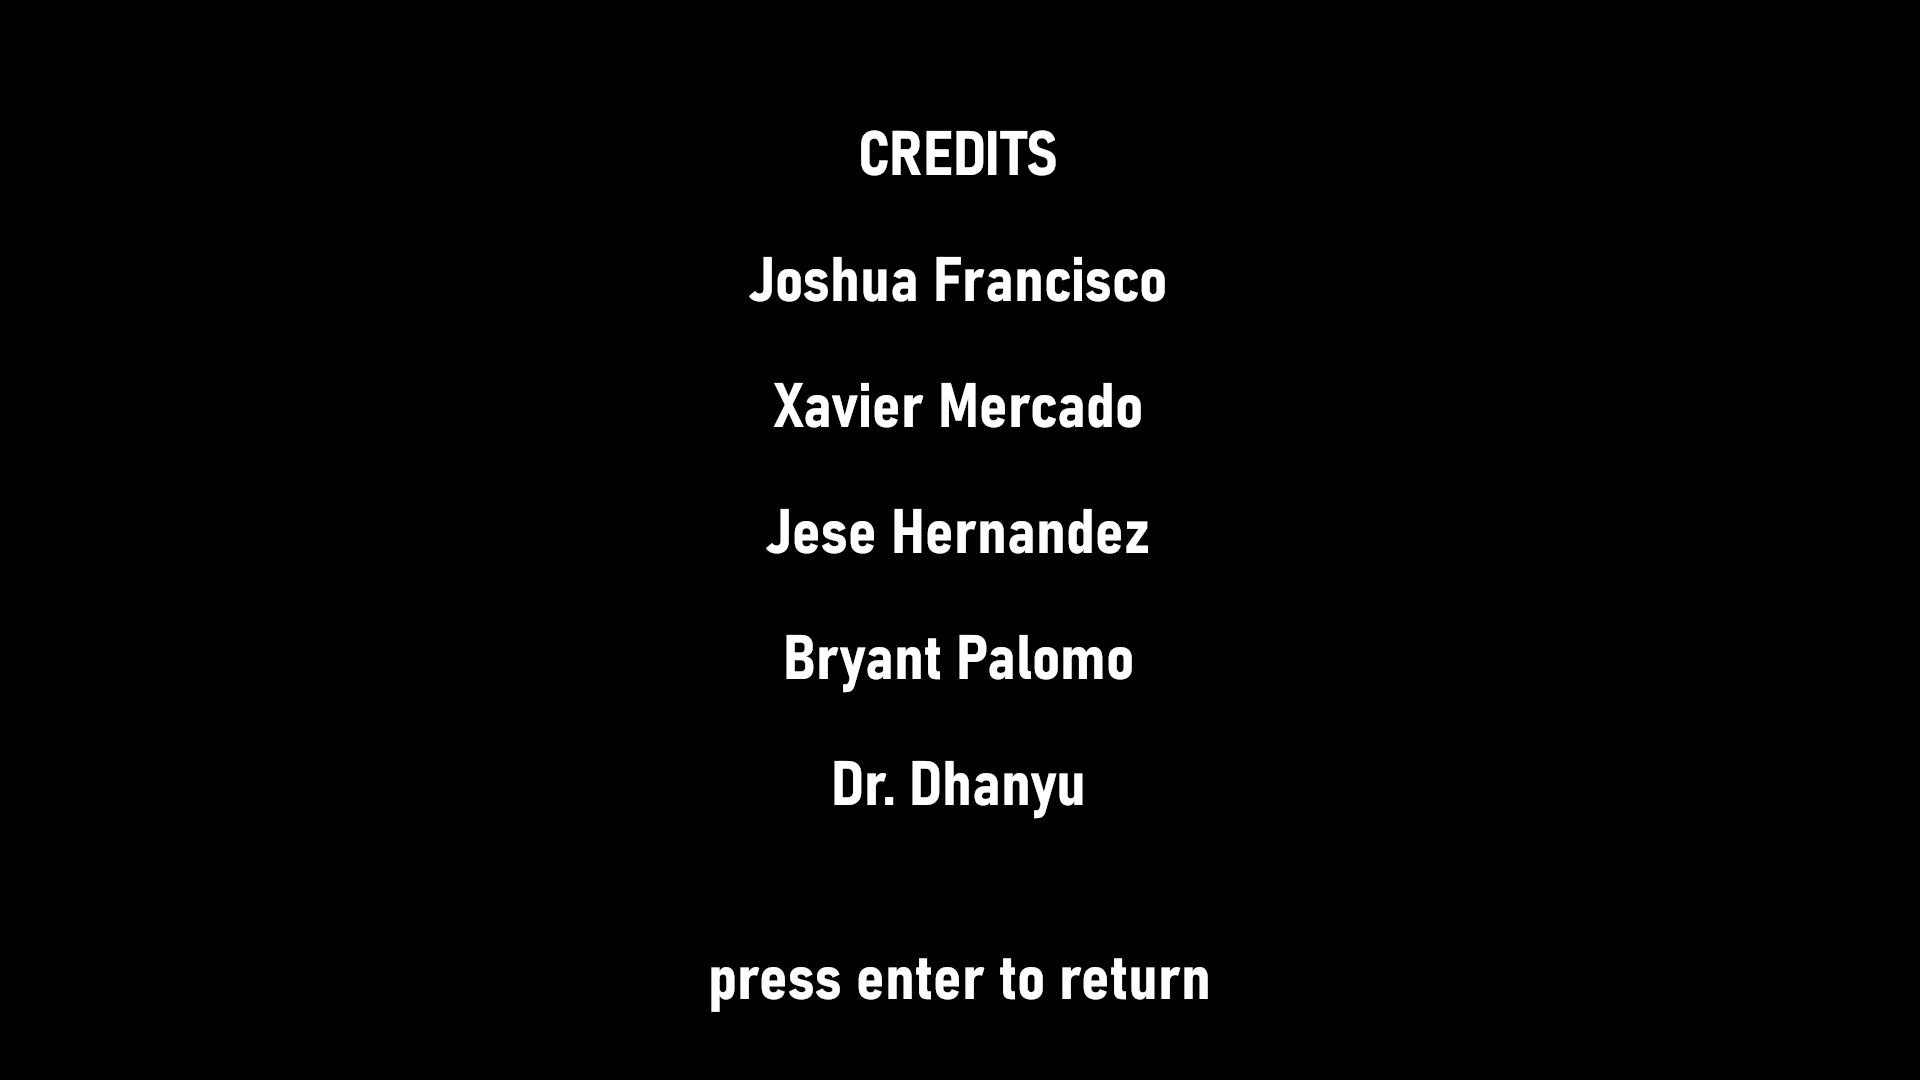 CREDITS
Joshua Francisco
Xavier Mercado
Jese Hernandez
Bryant Palomo
Dr. Dhanyu
press enter to return